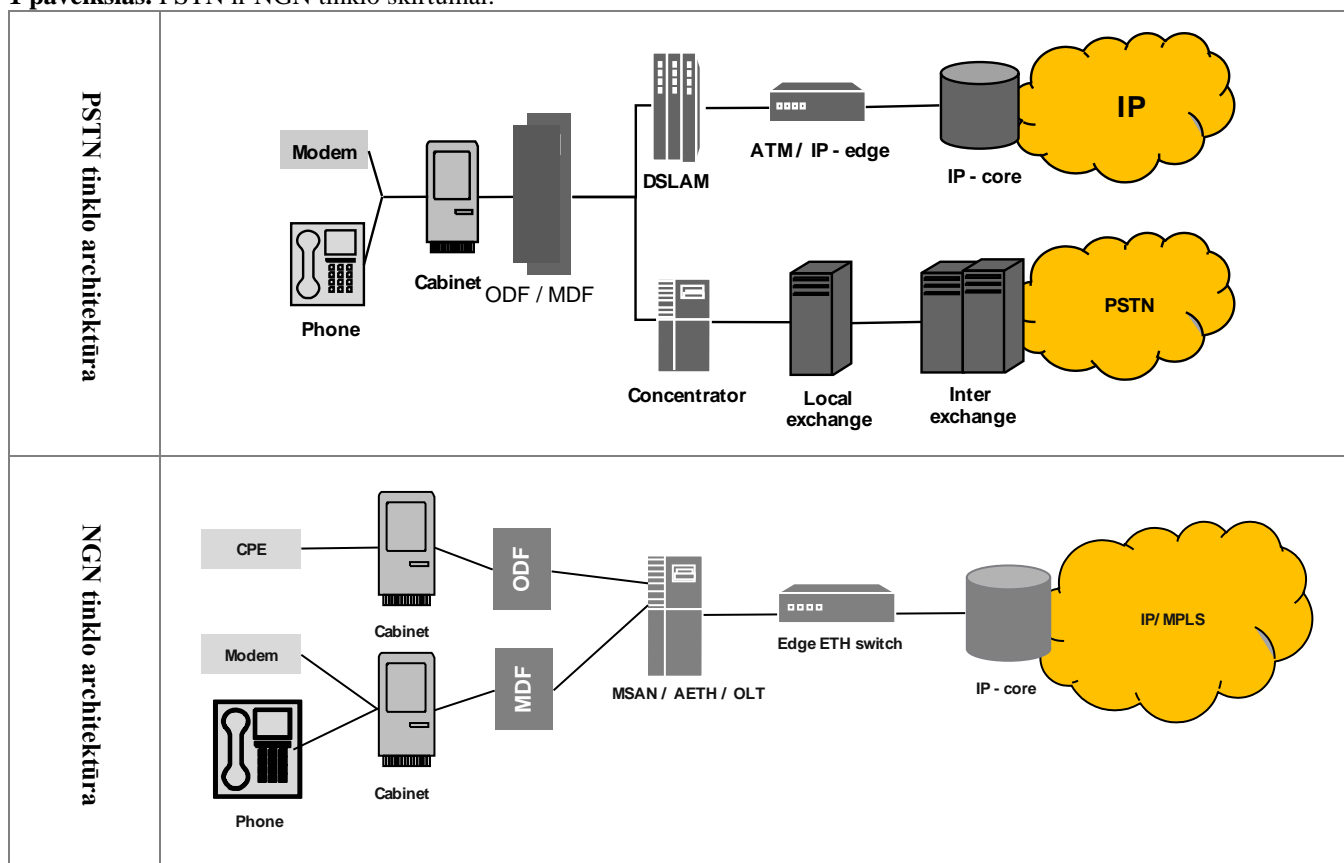 1 paveikslas. PSTN ir NGN tinklo skirtumai.
PSTN tinklo architektūra
Modem
Phone
Cabinet
ODF / MDF
DSLAM
ATM / IP - edge
IP - core
IP
Concentrator
Local
exchange
Inter
exchange
PSTN
NGN tinklo architektūra
CPE
Cabinet
ODF
Modem
Phone
Cabinet
MDF
MSAN / AETH / OLT
Edge ETH switch
IP - core
IP/ MPLS